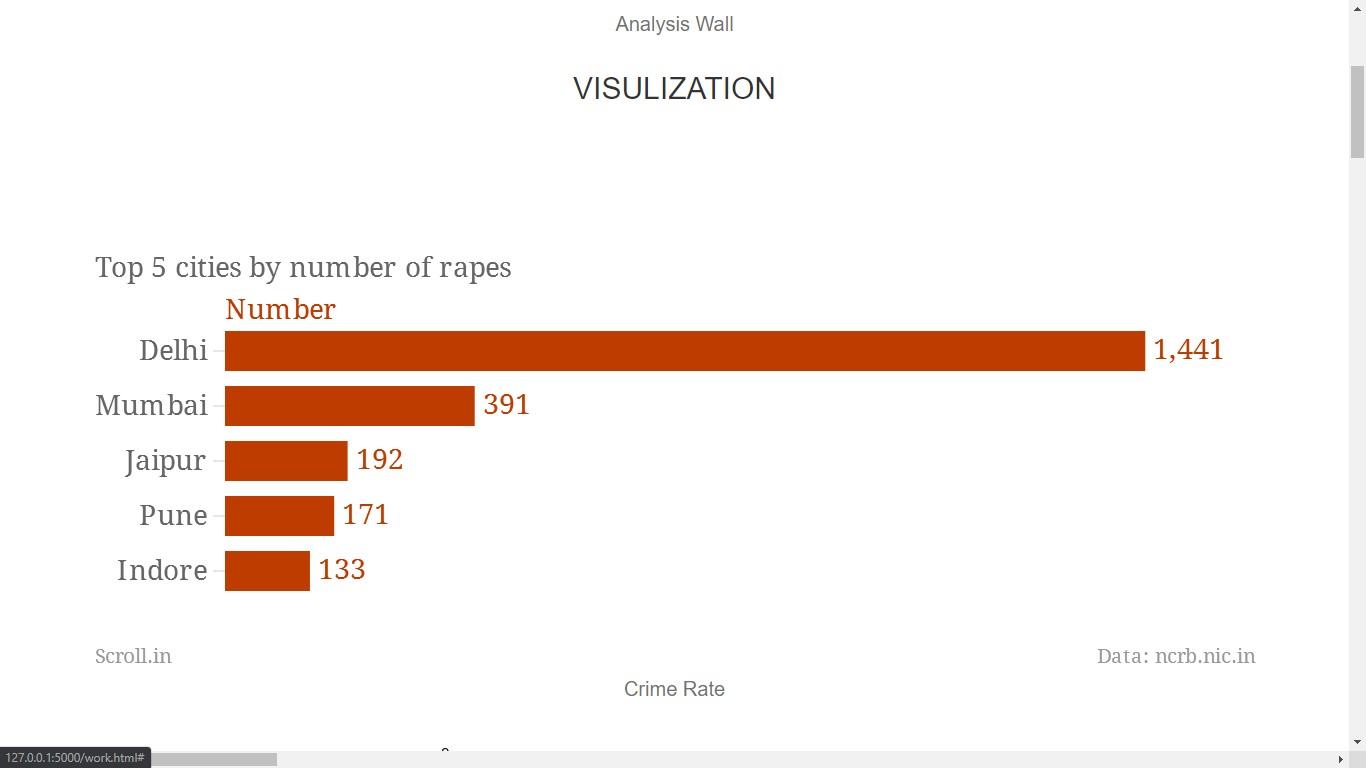 Analysis Wall
VISULIZATION
Top 5 cities by number of rapes
Number
Delhi 1,441
Mumbai 391
Jaipur 192
Pune 171
Indore 133
Scroll.in Data: ncrb.nic.in
Crime Rate
127.0.0.1:5000/work.html#